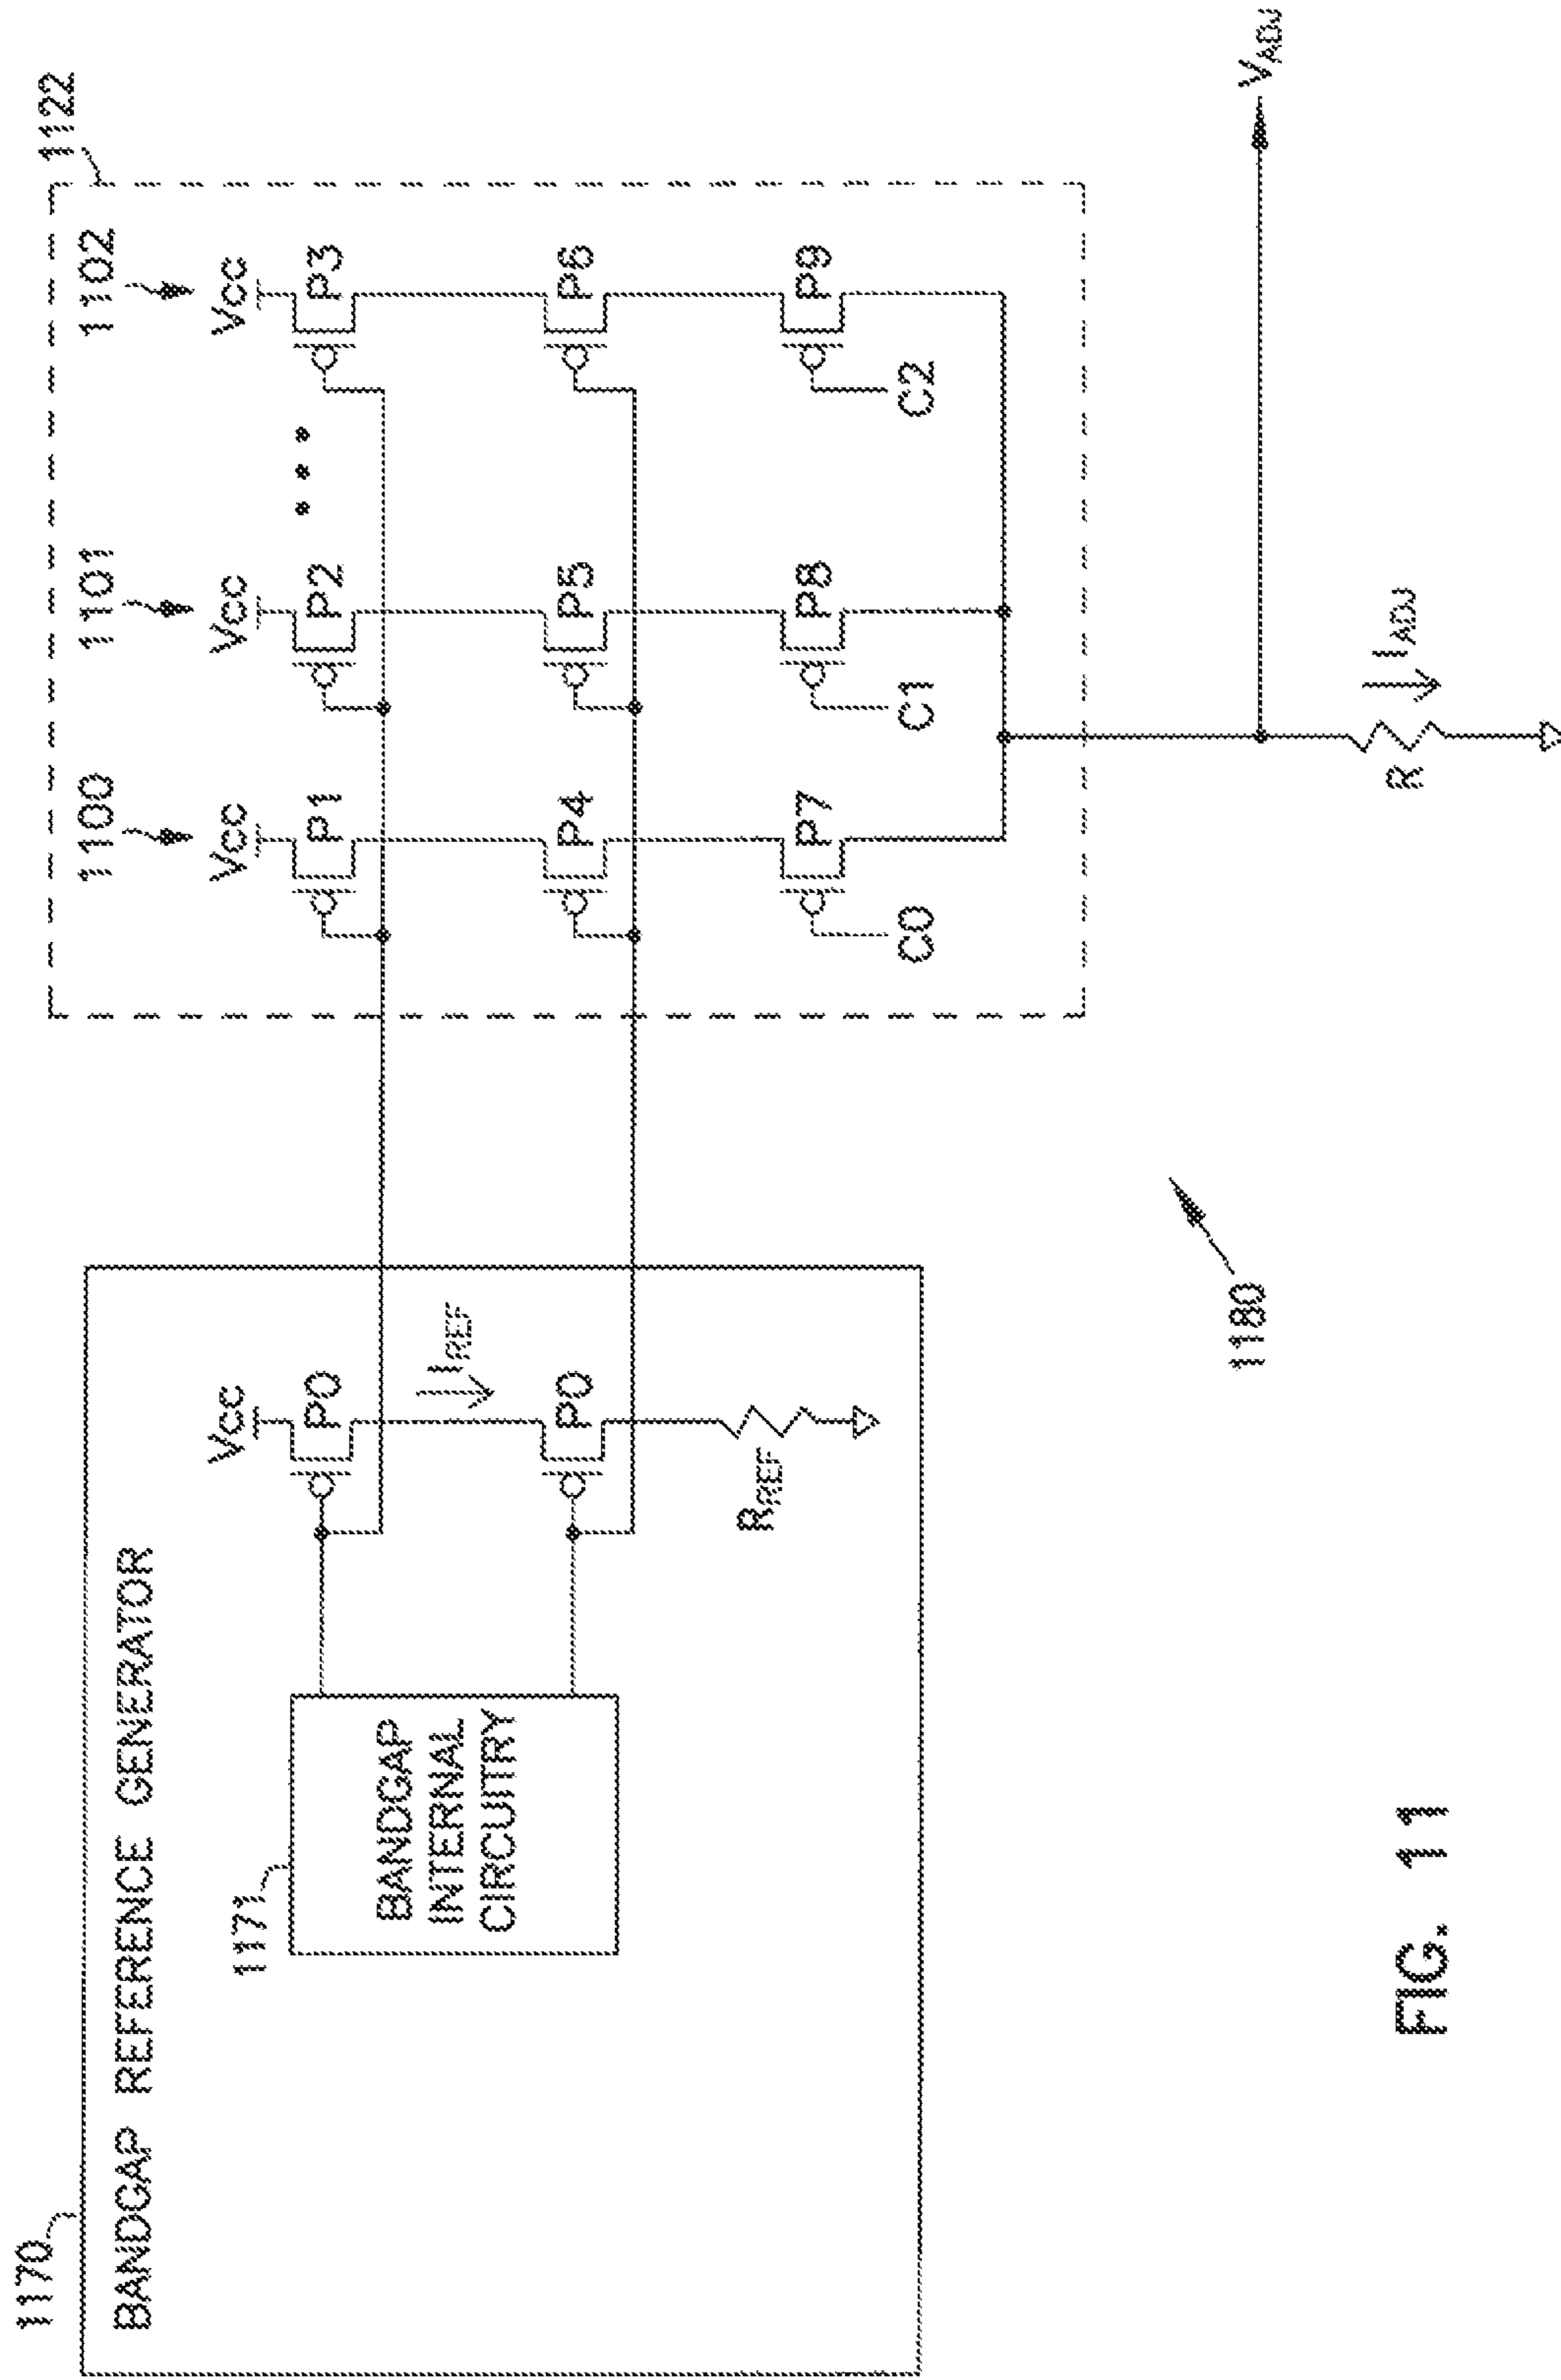 1170
BANDGAP REFERENCE GENERATOR
1171
BANDGAP
INTERNAL
CIRCUITRY
Vcc
P0
IREF
P0
RREF
1122
1100
1101
1102
Vcc
Vcc
Vcc
P1
P2
P3
P4
P5
P6
P7
P8
P9
C0
C1
C2
VADJ
R
IADJ
1180
FIG. 11